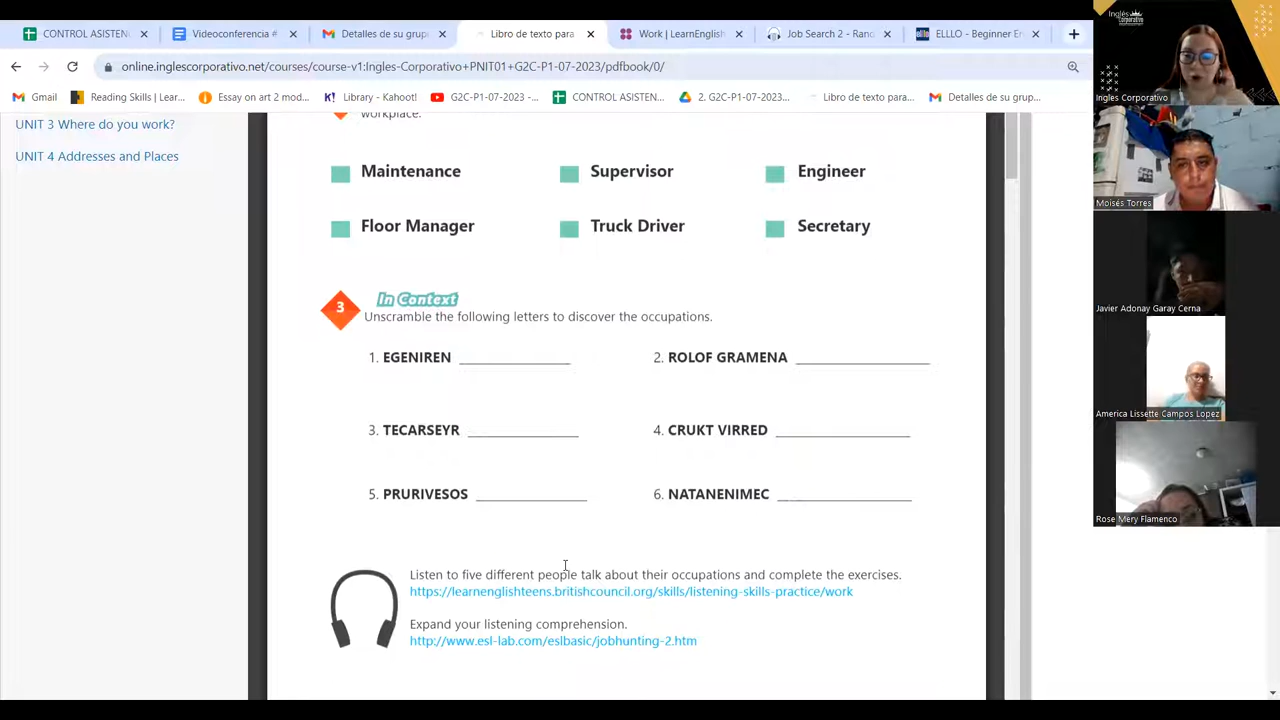 CONTROL ASISTENC
Videoconferencia #
Detalles de su grup
Libro de texto para
Work | LearnEnglish
Job Search 2 - Rand
ELLLO - Beginner En
online.inglescorporativo.net/courses/course-v1:Ingles-Corporativo+PNIT01+G2C-P1-07-2023/pdfbook/0/
Gmail
Reading Skills | Lear...
Essay on art 2 mod...
Library - Kah
G2C-P1-07-2023 -...
CONTROL ASISTEN...
2. G2C-P1-07-2023...
Libro de texto para...
Detalles de su grup...
UNIT 3 Where do you work?
UNIT 4 Addresses and Places
workplace.
Maintenance
Supervisor
Engineer
Floor Manager
Truck Driver
Secretary
3
In Context
Unscramble the following letters to discover the occupations.
1. EGENIREN
2. ROLOF GRAMENA
3. TECARSEYR
4. CRUKT VIRRED
5. PRURIVESOS
6. NATANENIMEC
Listen to five different people talk about their occupations and complete the exercises.
https://learnenglishteens.britishcouncil.org/skills/listening-skills-practice/work
Expand your listening comprehension.
http://www.esl-lab.com/eslbasic/jobhunting-2.htm
Inglés
Corporativo
Ingles Corporativo
Moisés Torres
Javier Adonay Garay Cerna
America Lissette Campos Lopez
Rose Mery Flamenco